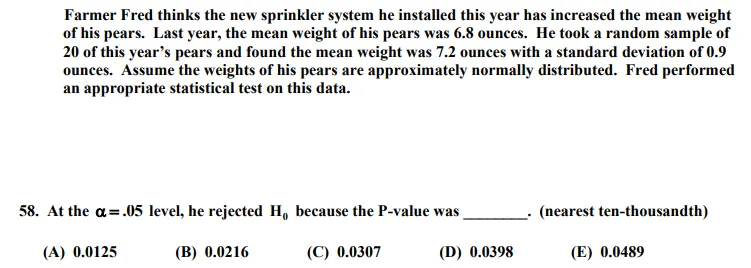 Farmer Fred thinks the new sprinkler system he installed this year has increased the mean weight
of his pears. Last year, the mean weight of his pears was 6.8 ounces. He took a random sample of
20 of this year's pears and found the mean weight was 7.2 ounces with a standard deviation of 0.9
ounces. Assume the weights of his pears are approximately normally distributed. Fred performed
an appropriate statistical test on this data.
58. At the α = .05 level, he rejected H₀ because the P-value was ________. (nearest ten-thousandth)
(A) 0.0125 (B) 0.0216 (C) 0.0307 (D) 0.0398 (E) 0.0489